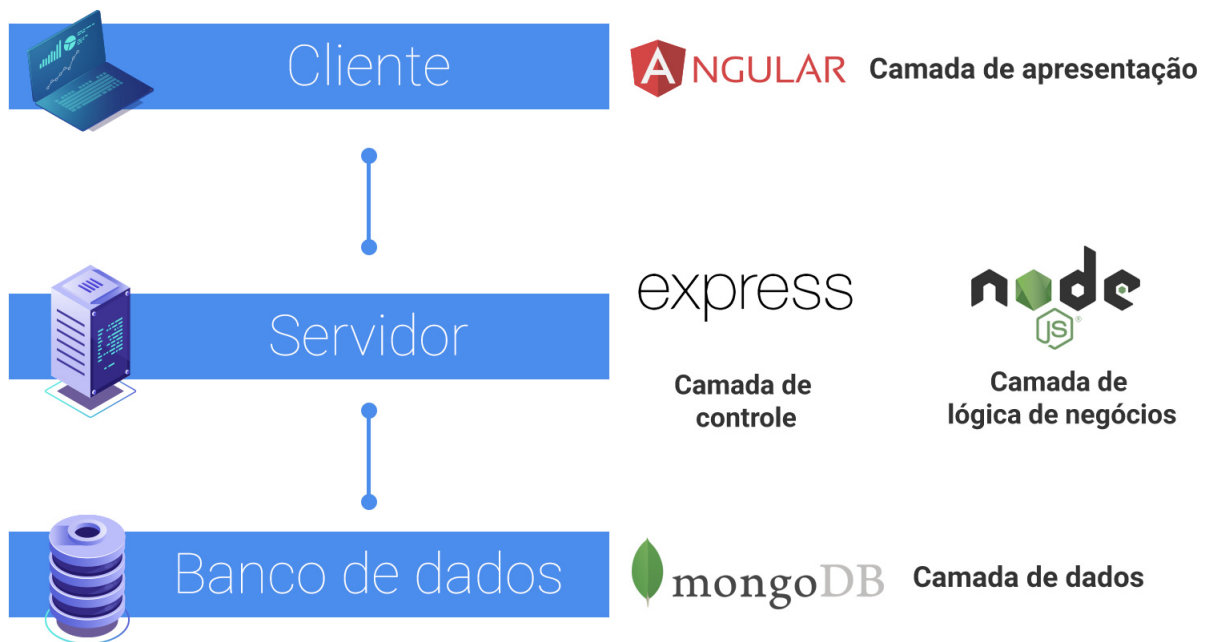 Cliente
ANGULAR
Camada de apresentação
Servidor
express
Camada de
controle
node
JS
®
Camada de
lógica de negócios
Banco de dados
mongoDB
Camada de dados